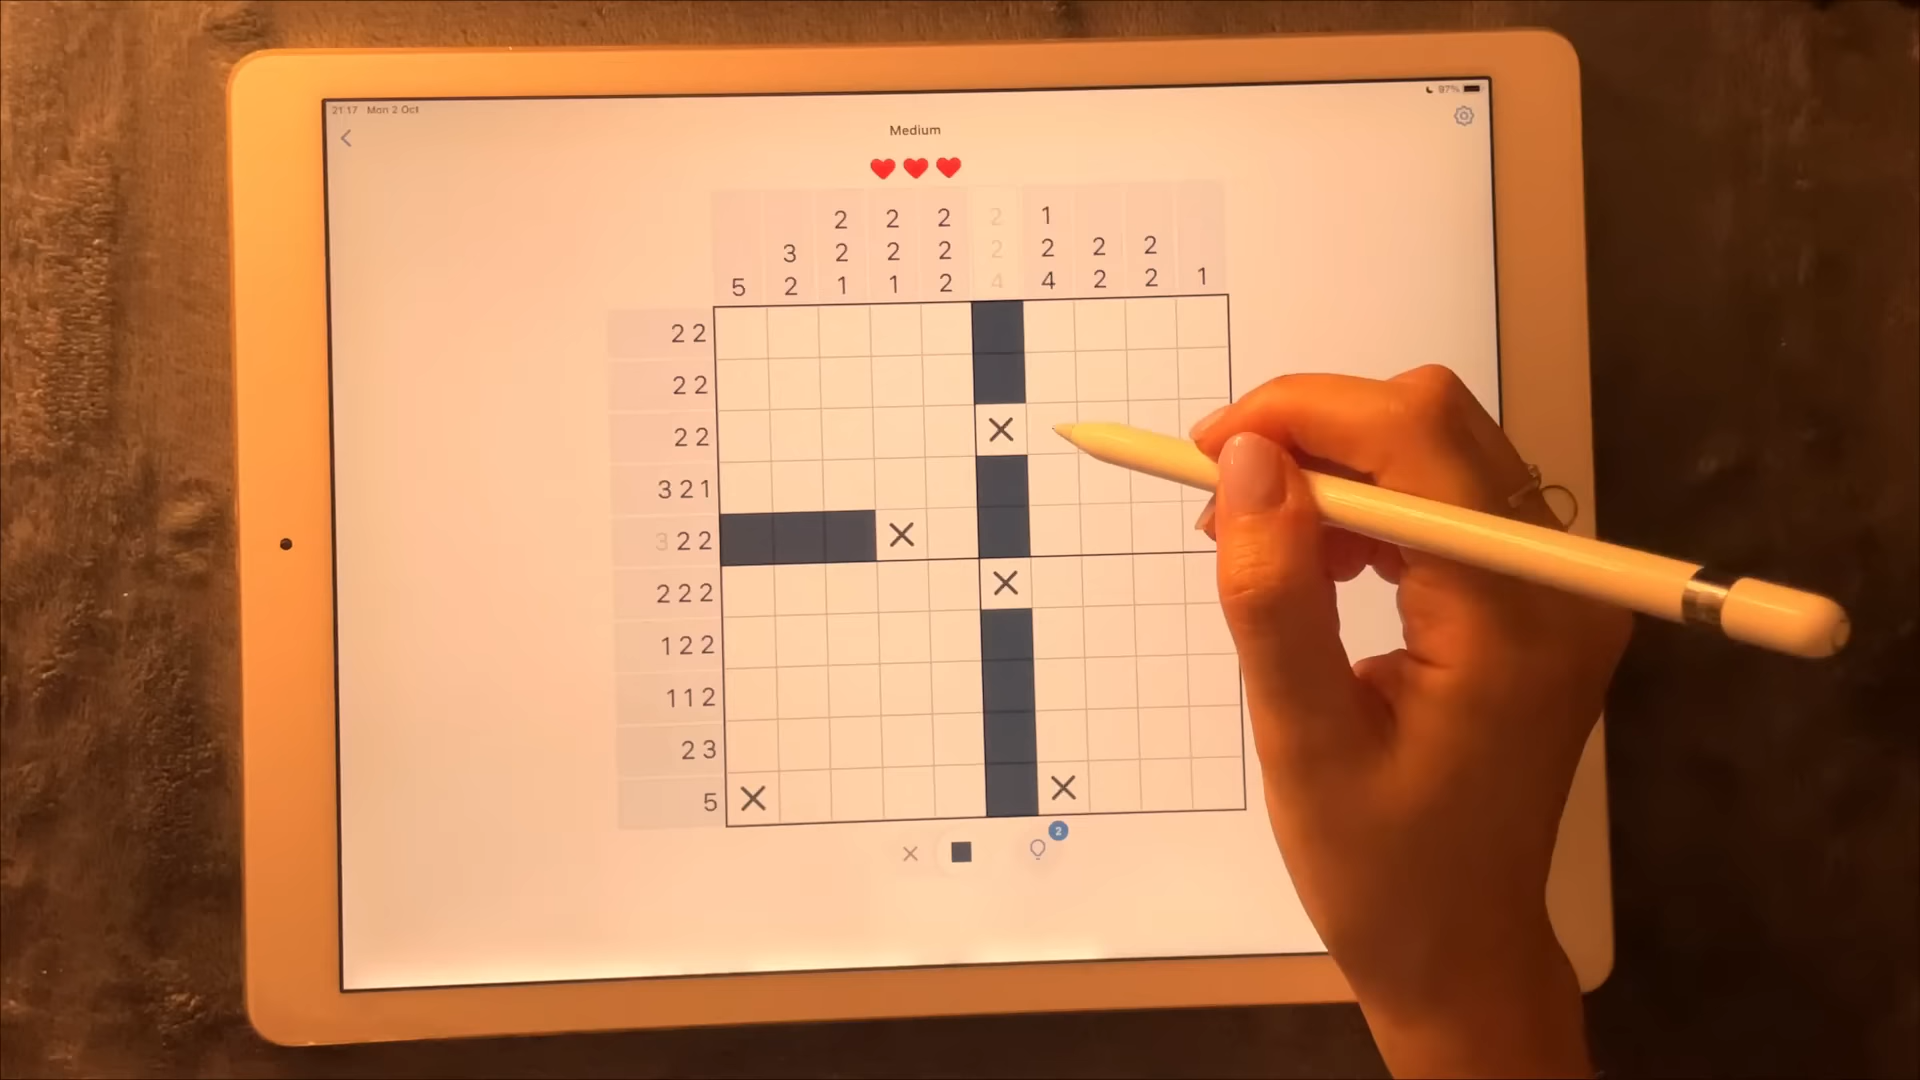 21:17 Mon 2 Oct
97%
Medium
2 2 2 2 1
3 2 2 2 2 2 2 2
5 2 1 1 2 4 4 2 2 1
2 2
2 2
2 2
3 2 1
3 2 2
2 2 2
1 2 2
1 1 2
2 3
5
2